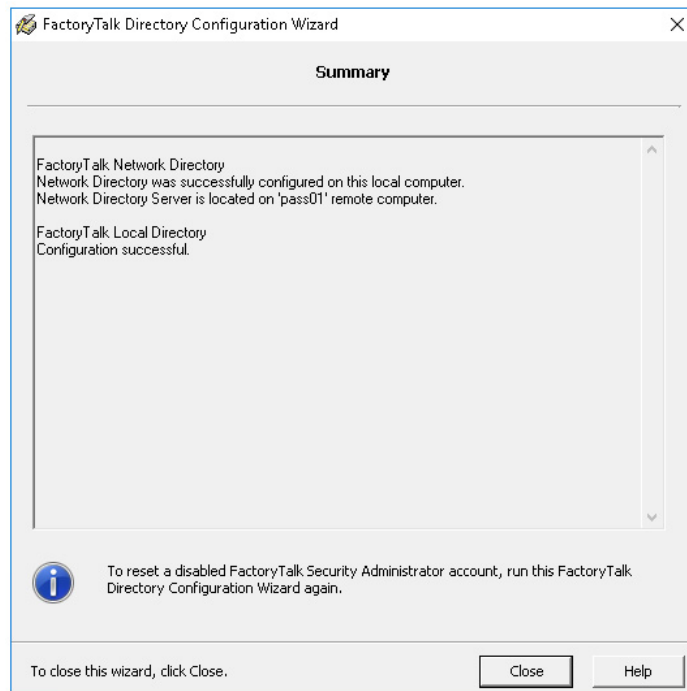 FactoryTalk Directory Configuration Wizard
Summary
FactoryTalk Network Directory
Network Directory was successfully configured on this local computer.
Network Directory Server is located on 'pass01' remote computer.
FactoryTalk Local Directory
Configuration successful.
To reset a disabled FactoryTalk Security Administrator account, run this FactoryTalk
Directory Configuration Wizard again.
To close this wizard, click Close.
Close
Help